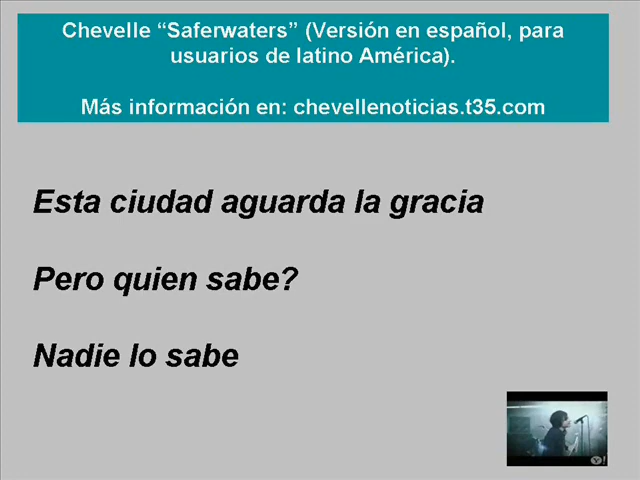 Chevelle “Saferwaters” (Versión en español, para
usuarios de latino América).
Más información en: chevellenoticias.t35.com
Esta ciudad aguarda la gracia
Pero quien sabe?
Nadie lo sabe
Y!